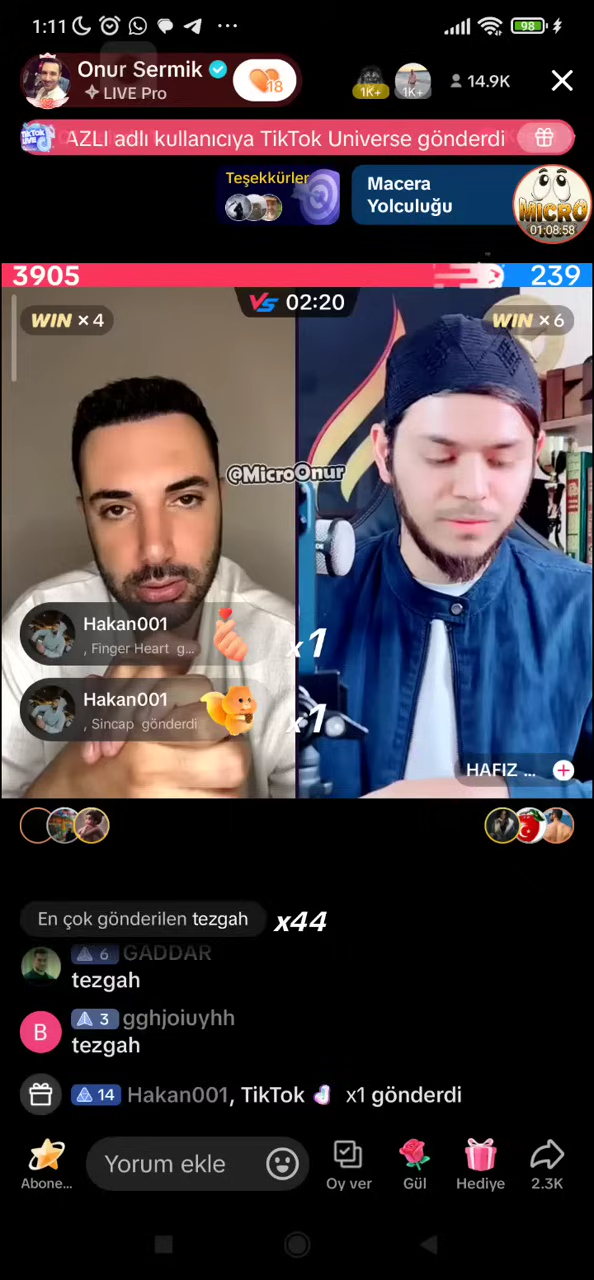 1:11
98
Onur Sermik
LIVE Pro
18
1K+
1K+
14.9K
AZLI adlı kullanıcıya TikTok Universe gönderdi
Teşekkürler
Macera
Yolculuğu
MICRO
01:08:58
3905
239
VS 02:20
WIN x 4
WIN x 6
@MicroOnur
Hakan001
, Finger Heart g...
x1
Hakan001
, Sincap gönderdi
x1
HAFIZ ...
En çok gönderilen tezgah x44
6 GADDAR
tezgah
B
3 gghjoiuyhh
tezgah
14 Hakan001, TikTok x1 gönderdi
Yorum ekle
Abone...
Oy ver
Gül
Hediye
2.3K